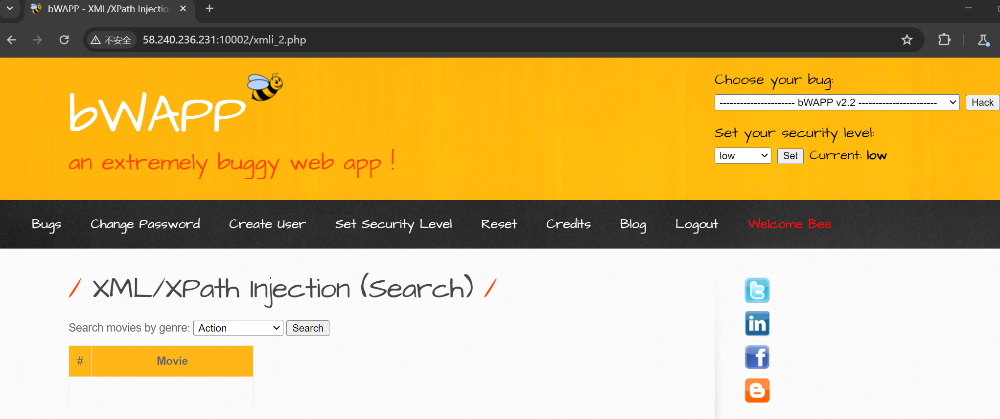 bWAPP - XML/XPath Injection
不安全 58.240.236.231:10002/xmli_2.php
bWAPP
an extremely buggy web app !
Choose your bug:
---------------------- bWAPP v2.2 -----------------------
Hack
Set your security level:
low
Set
Current: low
Bugs
Change Password
Create User
Set Security Level
Reset
Credits
Blog
Logout
Welcome Bee
/ XML/XPath Injection (Search) /
Search movies by genre: Action Search
# Movie